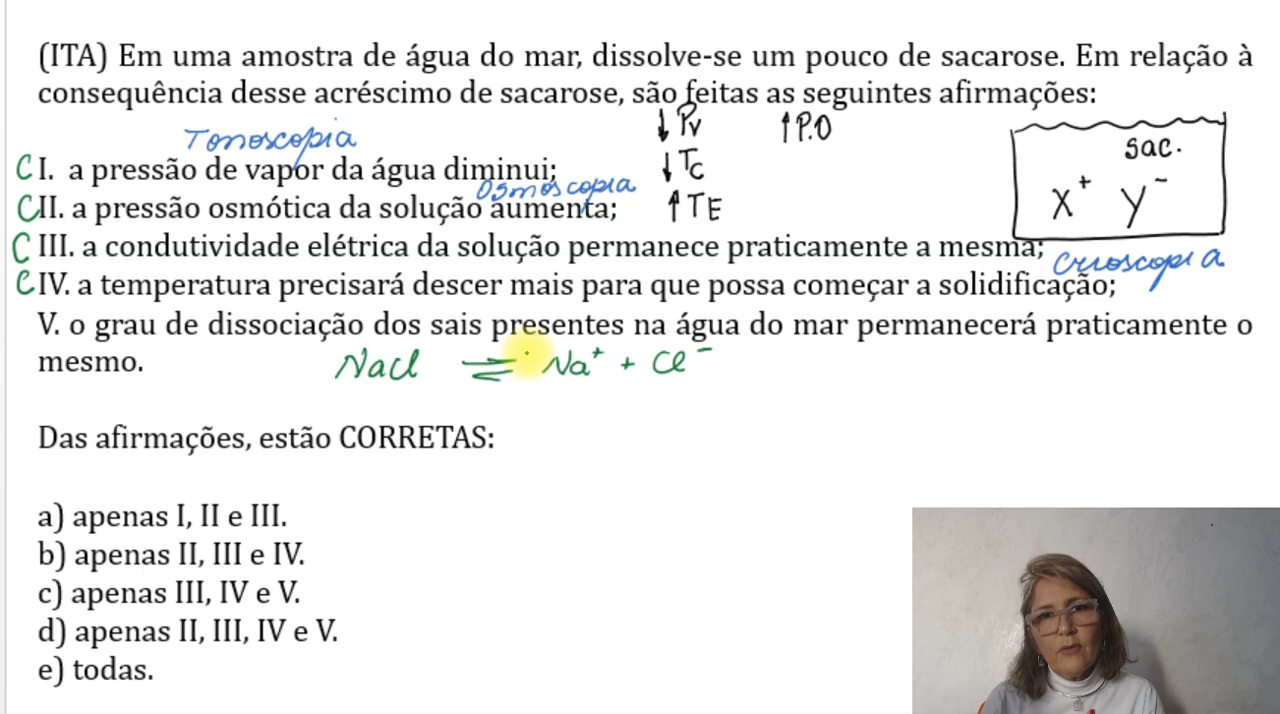 (ITA) Em uma amostra de água do mar, dissolve-se um pouco de sacarose. Em relação à
consequência desse acréscimo de sacarose, são feitas as seguintes afirmações:
Tonoscopia
↓ Pv
↑ P.O
sac.
C I. a pressão de vapor da água diminui;
↓ Tc
Osmoscopia
C II. a pressão osmótica da solução aumenta;
↑ TE
X⁺ Y⁻
C III. a condutividade elétrica da solução permanece praticamente a mesma;
Crioscopia
C IV. a temperatura precisará descer mais para que possa começar a solidificação;
V. o grau de dissociação dos sais presentes na água do mar permanecerá praticamente o
mesmo.
NaCl ⇌ Na⁺ + Cl⁻
Das afirmações, estão CORRETAS:
a) apenas I, II e III.
b) apenas II, III e IV.
c) apenas III, IV e V.
d) apenas II, III, IV e V.
e) todas.